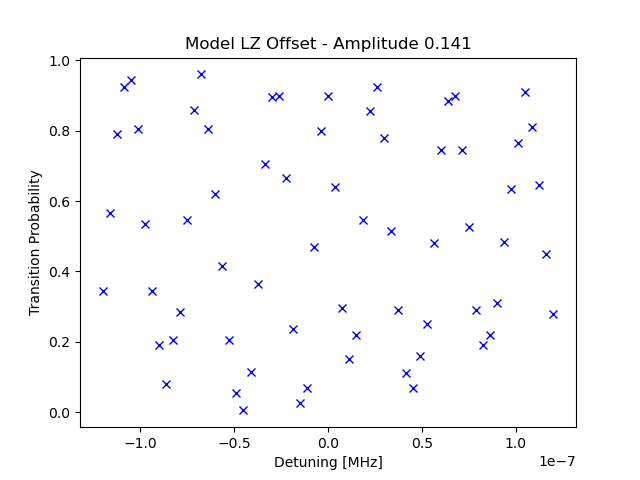 Model LZ Offset - Amplitude 0.141
1.0
0.8
0.6
0.4
0.2
0.0
Transition Probability
−1.0 −0.5 0.0 0.5 1.0
1e−7
Detuning [MHz]